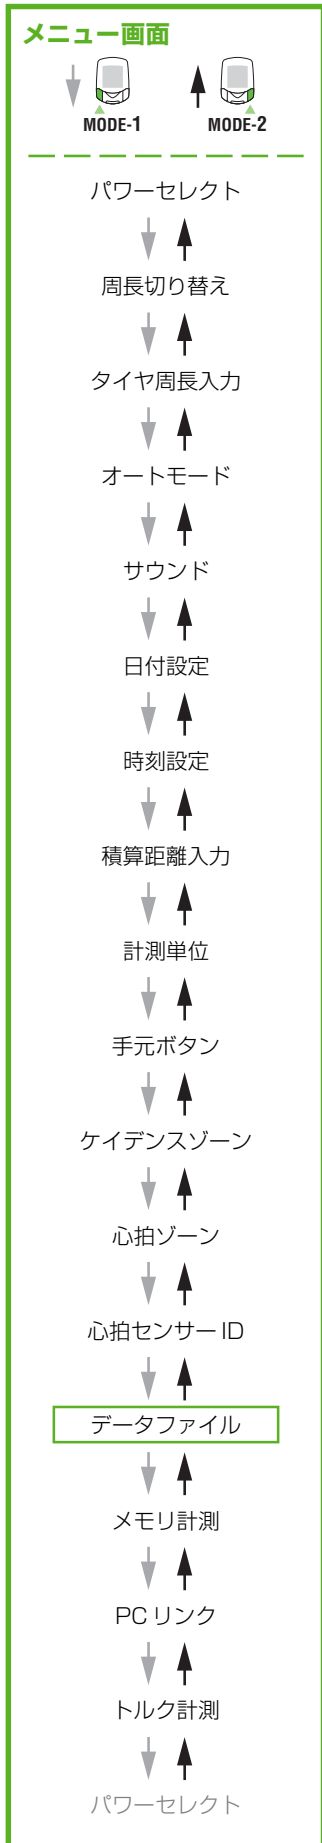 メニュー画面
MODE-1 MODE-2
パワーセレクト
周長切り替え
タイヤ周長入力
オートモード
サウンド
日付設定
時刻設定
積算距離入力
計測単位
手元ボタン
ケイデンスゾーン
心拍ゾーン
心拍センサー ID
データファイル
メモリ計測
PC リンク
トルク計測
パワーセレクト